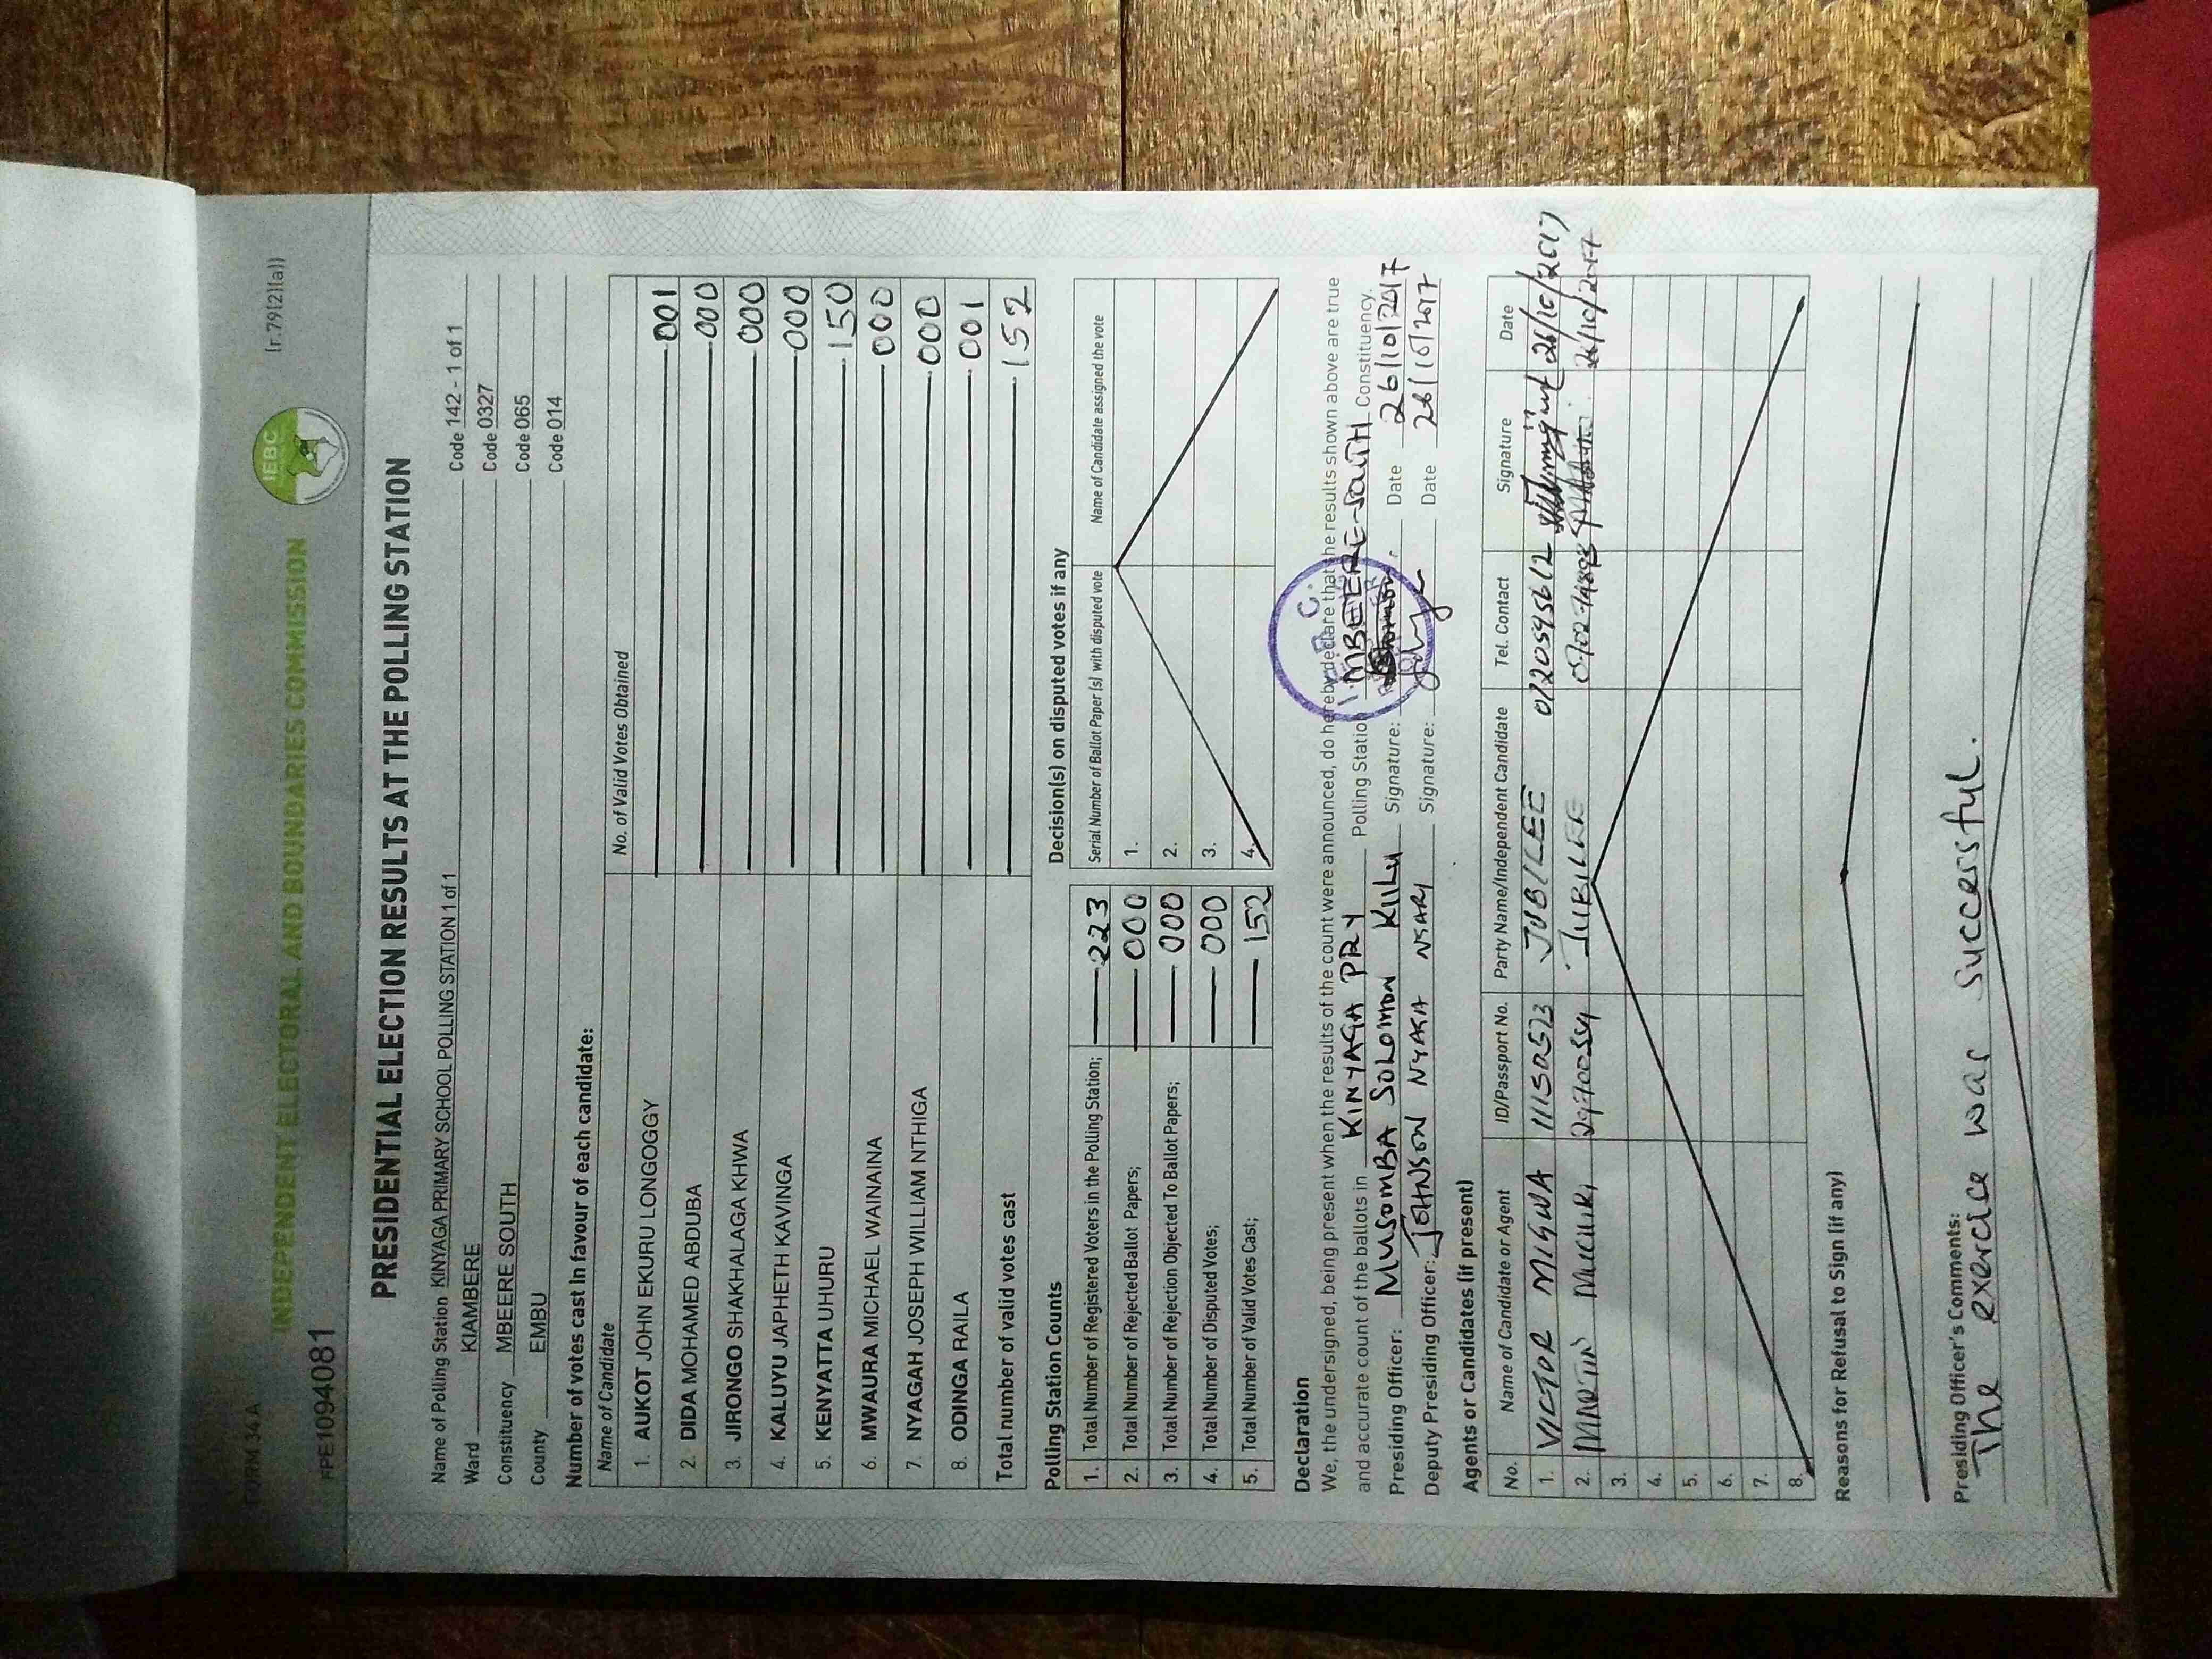 FORM 34 A
[r.79(2)(a)]
IEBC
INDEPENDENT ELECTORAL AND BOUNDARIES COMMISSION
FPE1094081
PRESIDENTIAL ELECTION RESULTS AT THE POLLING STATION
Name of Polling Station KINYAGA PRIMARY SCHOOL POLLING STATION 1 of 1 Code 142 - 1 of 1
Ward KIAMBERE Code 0327
Constituency MBEERE SOUTH Code 065
County EMBU Code 014
Number of votes cast in favour of each candidate:
Name of Candidate No. of Valid Votes Obtained
1. AUKOT JOHN EKURU LONGOGGY 001
2. DIDA MOHAMED ABDUBA 000
3. JIRONGO SHAKHALAGA KHWA 000
4. KALUYU JAPHETH KAVINGA 000
5. KENYATTA UHURU 150
6. MWAURA MICHAEL WAINAINA 000
7. NYAGAH JOSEPH WILLIAM NTHIGA 000
8. ODINGA RAILA 001
Total number of valid votes cast 152
Polling Station Counts
1. Total Number of Registered Voters in the Polling Station; 223
2. Total Number of Rejected Ballot Papers; 000
3. Total Number of Rejection Objected To Ballot Papers; 000
4. Total Number of Disputed Votes; 000
5. Total Number of Valid Votes Cast; 152
Decision(s) on disputed votes if any
Serial Number of Ballot Paper (s) with disputed vote Name of Candidate assigned the vote
1.
2.
3.
4.
Declaration
We, the undersigned, being present when the results of the count were announced, do hereby declare that the results shown above are true
and accurate count of the ballots in KINYAGA PRY Polling Station MBEERE-SOUTH Constituency.
Presiding Officer: MUSOMBA SOLOMON KILU Signature: Date 26/10/2017
Deputy Presiding Officer: JOHNSON NYAGA NSARI Signature: Date 26/10/2017
Agents or Candidates (if present)
No. Name of Candidate or Agent ID/Passport No. Party Name/Independent Candidate Tel. Contact Signature Date
1. VICTOR MIGWA 11150573 JUBILEE 0720595612 26/10/2017
2. MARTIN MUCHIRI JUBILEE 26/10/2017
3.
4.
5.
6.
7.
8.
Reasons for Refusal to Sign (if any)
Presiding Officer's Comments:
The exercice was successful.